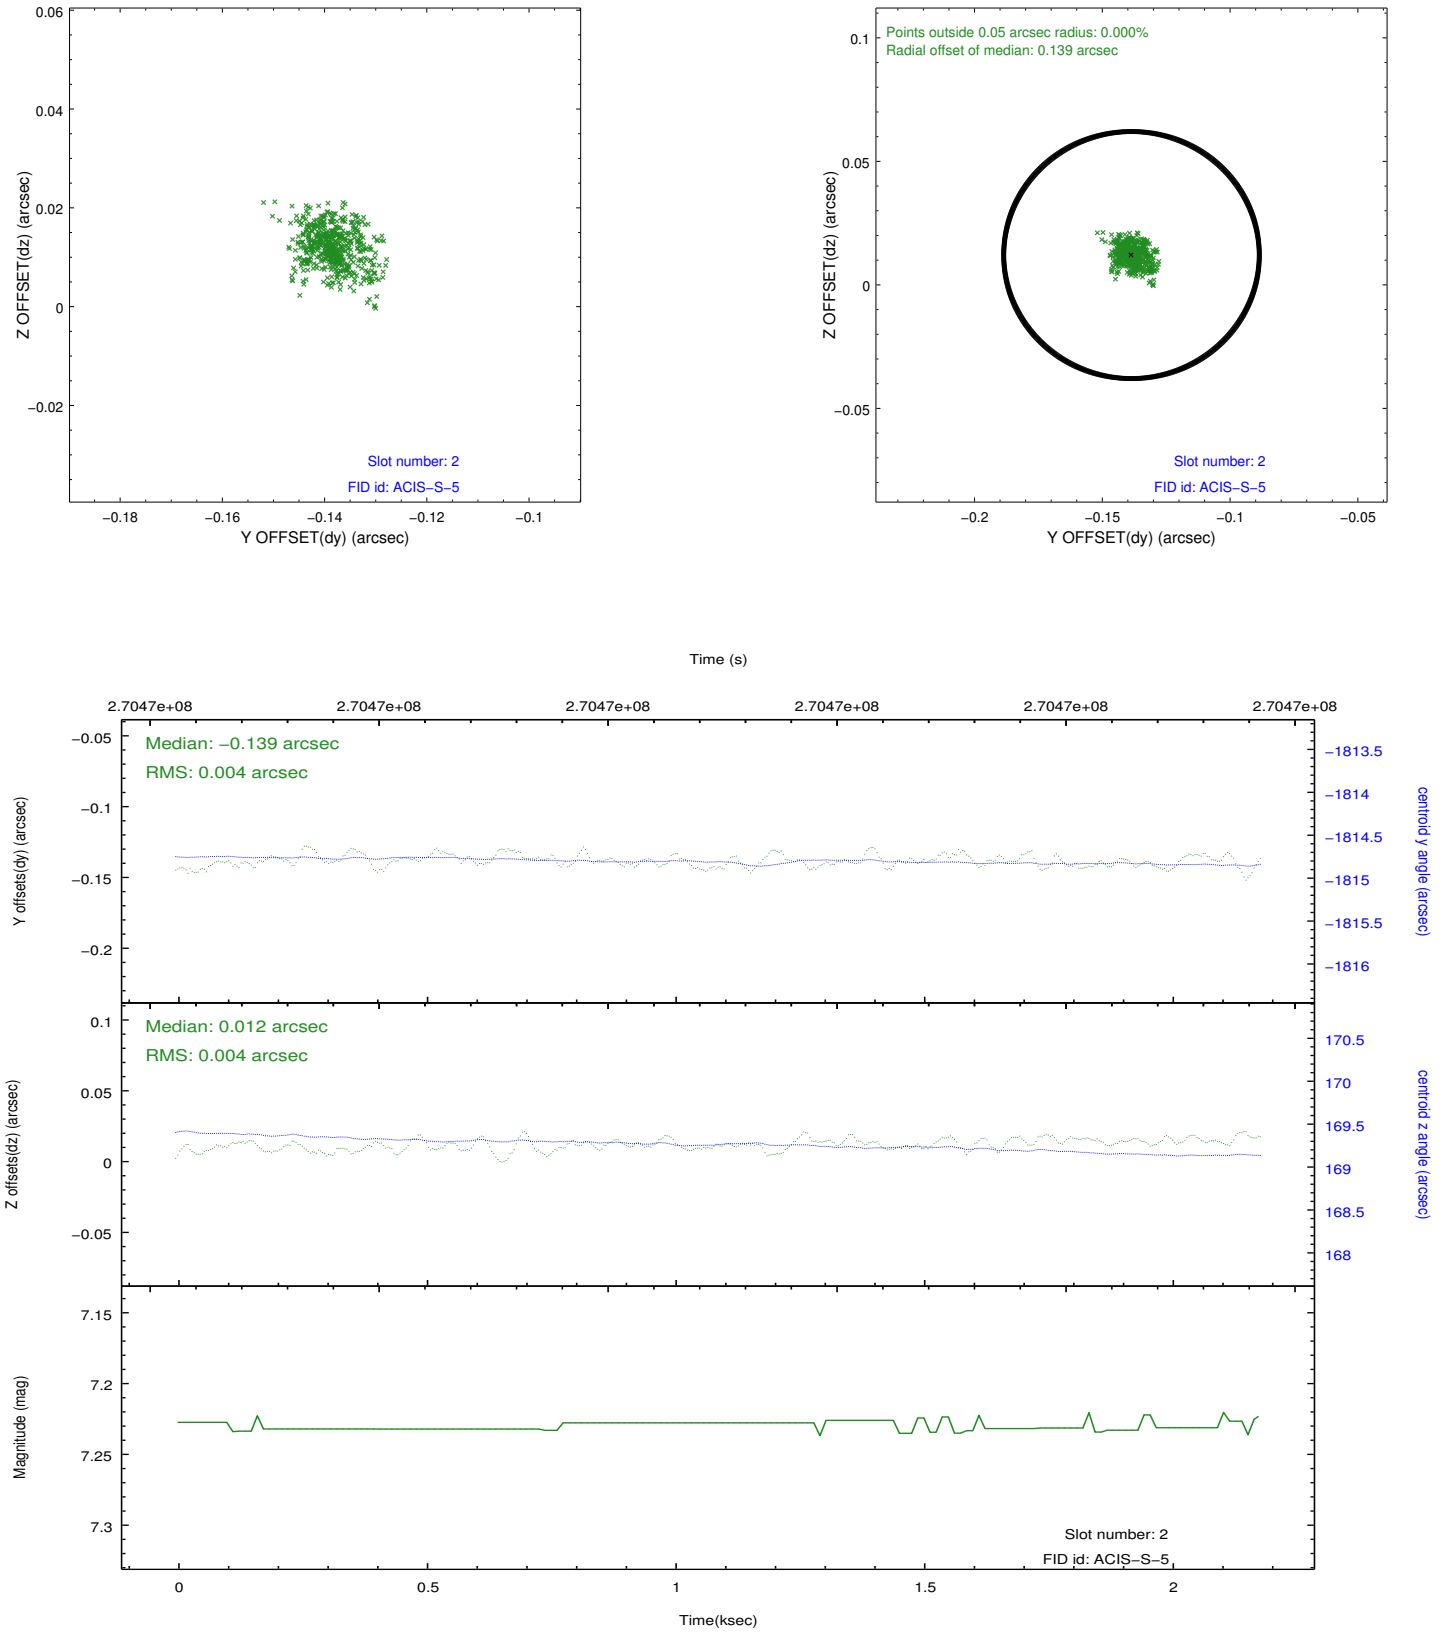 0.06
0.04
0.02
0
−0.02
Z OFFSET(dz) (arcsec)
Slot number: 2
FID id: ACIS−S−5
−0.18
−0.16
−0.14
−0.12
−0.1
Y OFFSET(dy) (arcsec)
Points outside 0.05 arcsec radius: 0.000%
Radial offset of median: 0.139 arcsec
0.1
0.05
0
−0.05
Z OFFSET(dz) (arcsec)
Slot number: 2
FID id: ACIS−S−5
−0.2
−0.15
−0.1
−0.05
Y OFFSET(dy) (arcsec)
Time (s)
2.7047e+08
2.7047e+08
2.7047e+08
2.7047e+08
2.7047e+08
2.7047e+08
Median: −0.139 arcsec
RMS: 0.004 arcsec
−0.05
−0.1
−0.15
−0.2
Y offsets(dy) (arcsec)
−1813.5
−1814
−1814.5
−1815
−1815.5
−1816
centroid y angle (arcsec)
Median: 0.012 arcsec
RMS: 0.004 arcsec
0.1
0.05
0
−0.05
Z offsets(dz) (arcsec)
170.5
170
169.5
169
168.5
168
centroid z angle (arcsec)
7.15
7.2
7.25
7.3
Magnitude (mag)
Slot number: 2
FID id: ACIS−S−5
0
0.5
1
1.5
2
Time(ksec)